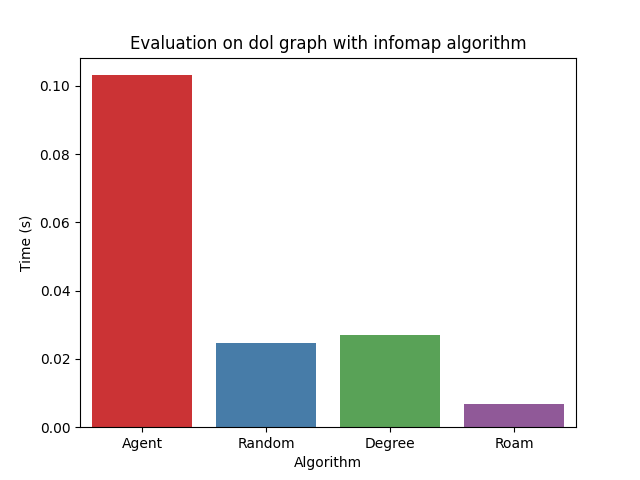 Evaluation on dol graph with infomap algorithm
0.10
0.08
0.06
0.04
0.02
0.00
Time (s)
Agent
Random
Degree
Roam
Algorithm